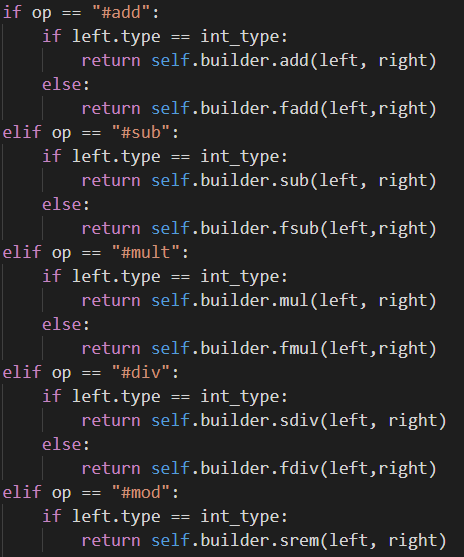 if op == "#add":
    if left.type == int_type:
        return self.builder.add(left, right)
    else:
        return self.builder.fadd(left,right)
elif op == "#sub":
    if left.type == int_type:
        return self.builder.sub(left, right)
    else:
        return self.builder.fsub(left,right)
elif op == "#mult":
    if left.type == int_type:
        return self.builder.mul(left, right)
    else:
        return self.builder.fmul(left,right)
elif op == "#div":
    if left.type == int_type:
        return self.builder.sdiv(left, right)
    else:
        return self.builder.fdiv(left,right)
elif op == "#mod":
    if left.type == int_type:
        return self.builder.srem(left, right)